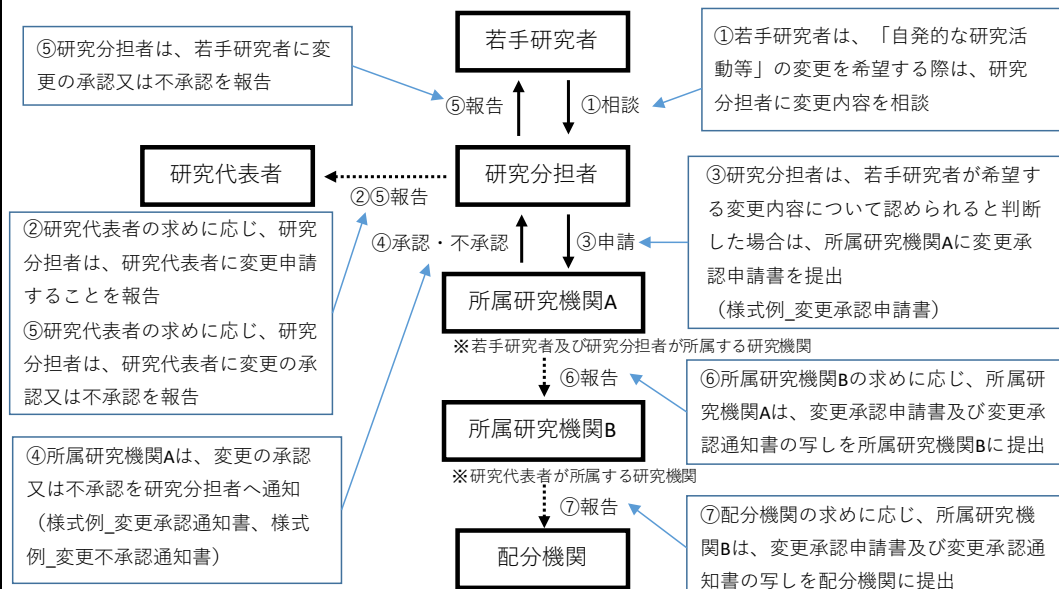 ⑤研究分担者は、若手研究者に変
更の承認又は不承認を報告
若手研究者
①若手研究者は、「自発的な研究活
動等」の変更を希望する際は、研究
分担者に変更内容を相談
⑤報告
①相談
研究代表者
研究分担者
②⑤報告
③研究分担者は、若手研究者が希望す
る変更内容について認められると判断
した場合は、所属研究機関Aに変更承
認申請書を提出
（様式例_変更承認申請書）
②研究代表者の求めに応じ、研究
分担者は、研究代表者に変更申請
することを報告
⑤研究代表者の求めに応じ、研究
分担者は、研究代表者に変更の承
認又は不承認を報告
④承認・不承認
③申請
所属研究機関A
※若手研究者及び研究分担者が所属する研究機関
⑥報告
⑥所属研究機関Bの求めに応じ、所属研
究機関Aは、変更承認申請書及び変更承
認通知書の写しを所属研究機関Bに提出
所属研究機関B
※研究代表者が所属する研究機関
④所属研究機関Aは、変更の承認
又は不承認を研究分担者へ通知
（様式例_変更承認通知書、様式
例_変更不承認通知書）
⑦報告
⑦配分機関の求めに応じ、所属研究機
関Bは、変更承認申請書及び変更承認通
知書の写しを配分機関に提出
配分機関